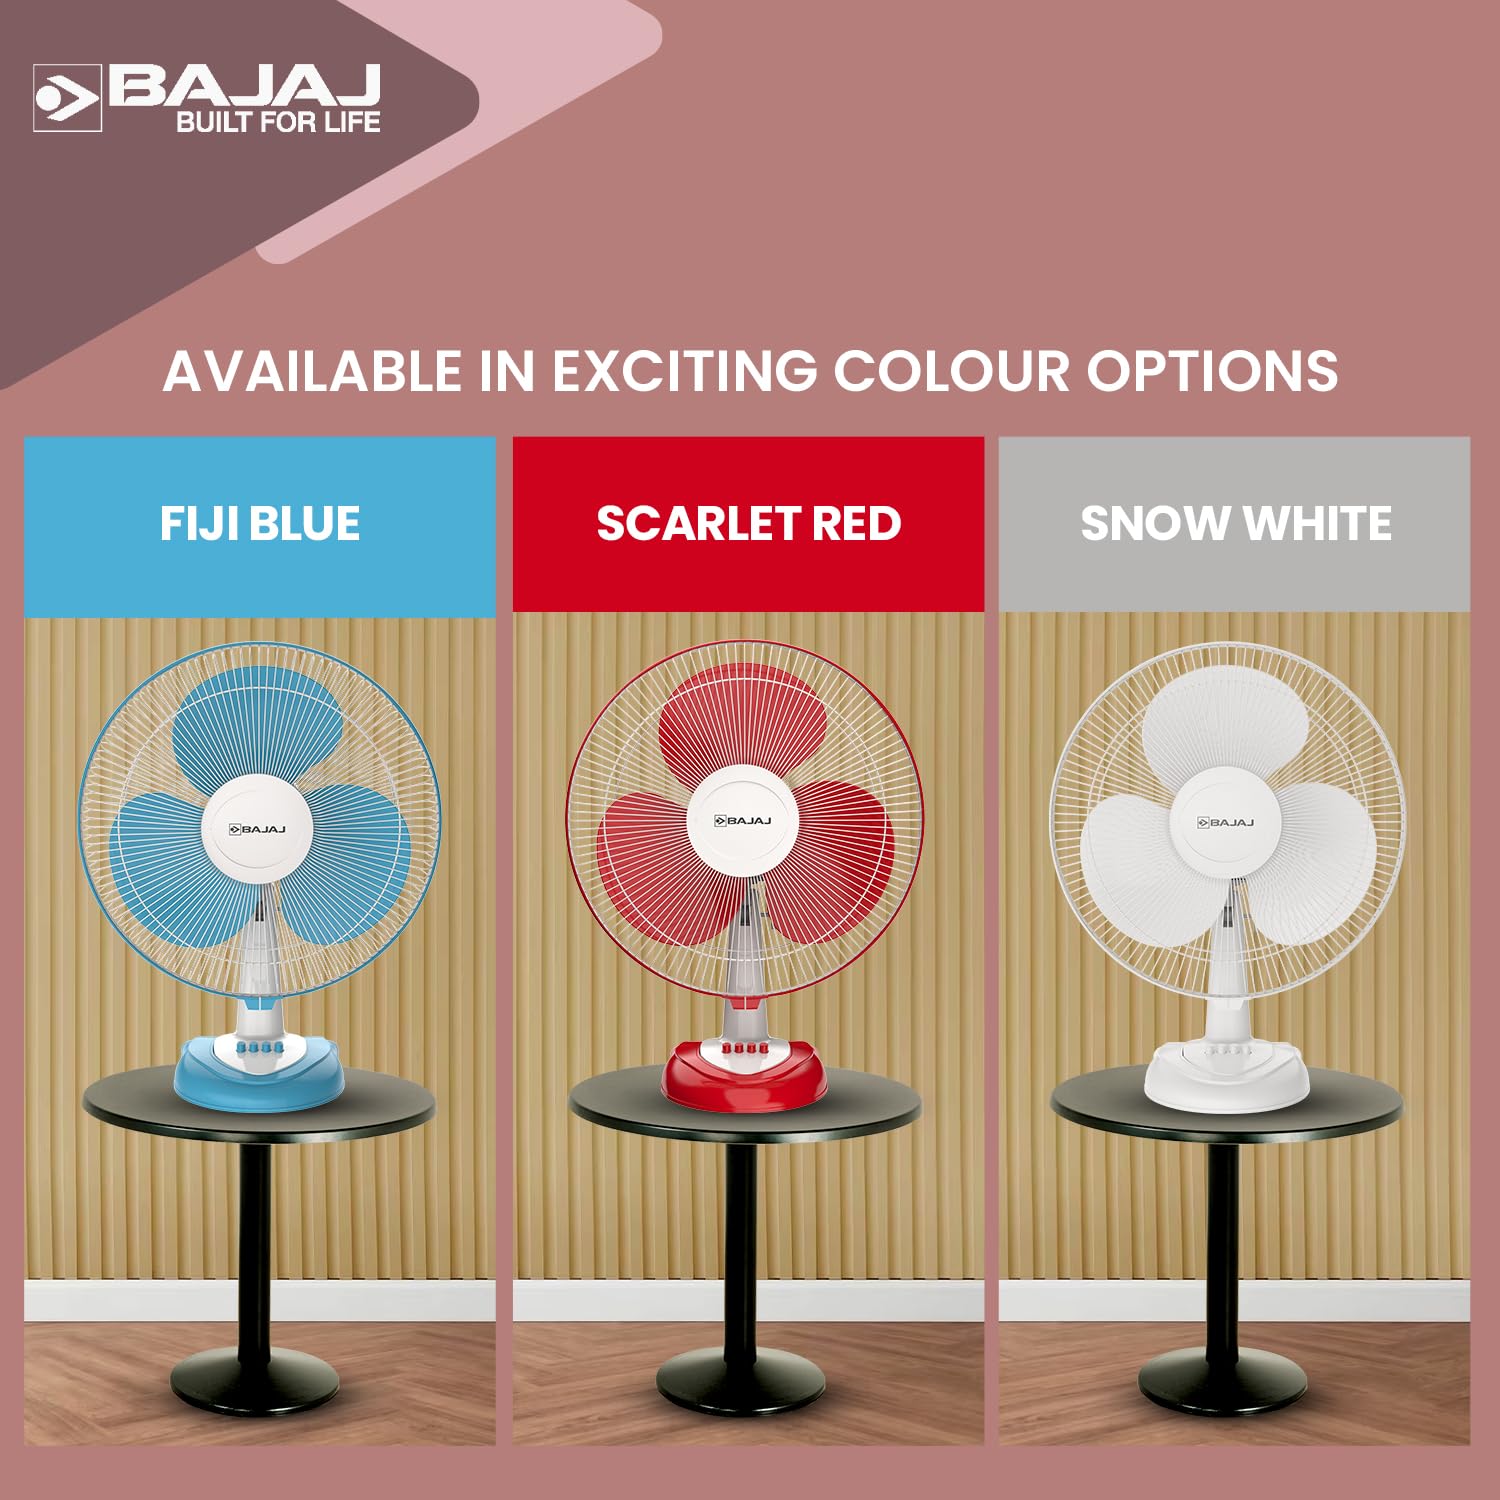 BAJAJ
BUILT FOR LIFE
AVAILABLE IN EXCITING COLOUR OPTIONS
FIJI BLUE
SCARLET RED
SNOW WHITE
BAJAJ
BAJAJ
BAJAJ